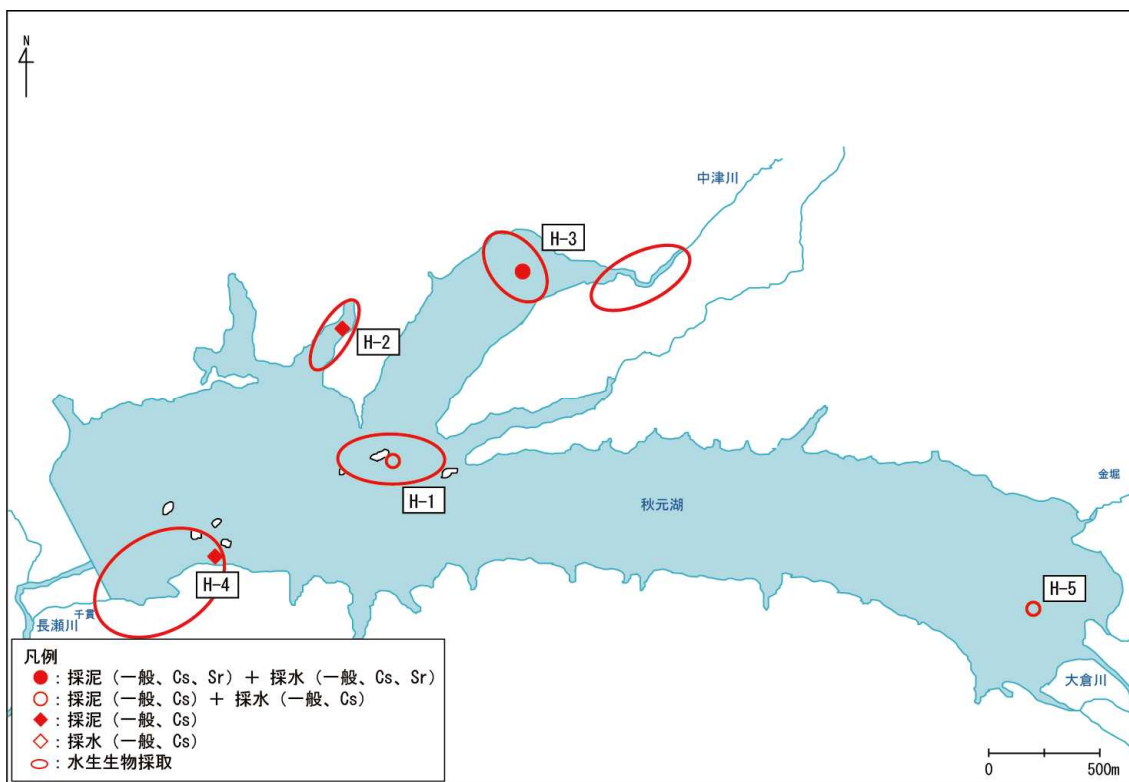 N
中津川
H-3
H-2
H-1
秋元湖
金堀
H-4
H-5
千貫
長瀬川
大倉川
凡例
●：採泥（一般、Cs、Sr）＋ 採水（一般、Cs、Sr）
○：採泥（一般、Cs）＋ 採水（一般、Cs）
◆：採泥（一般、Cs）
◇：採水（一般、Cs）
：水生生物採取
0 500m